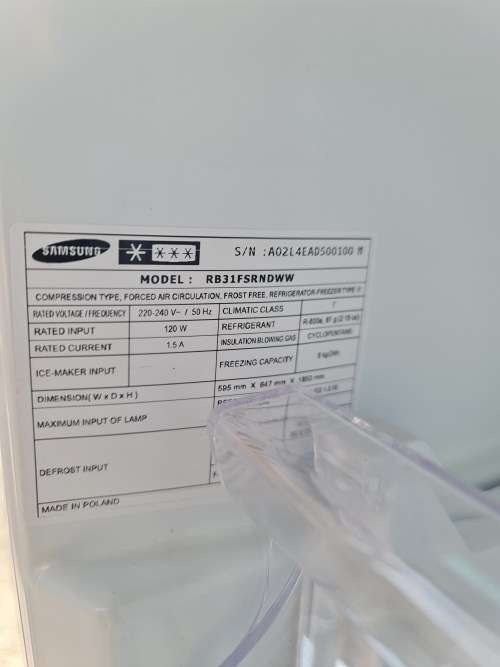 SAMSUNG
S/N :A02L4EAD500100 M
MODEL : RB31FSRNDWW
COMPRESSION TYPE, FORCED AIR CIRCULATION, FROST FREE, REFRIGERATOR-FREEZER TYPE
RATED VOLTAGE / FREQUENCY 220-240 V~ / 50 Hz
CLIMATIC CLASS T
RATED INPUT 120 W
REFRIGERANT R-600a,
RATED CURRENT 1.5 A
INSULATION BLOWING GAS CYCLOPENTANE
ICE-MAKER INPUT -
FREEZING CAPACITY
DIMENSION( W x D x H ) 595 mm X 647 mm X
MAXIMUM INPUT OF LAMP
DEFROST INPUT
MADE IN POLAND